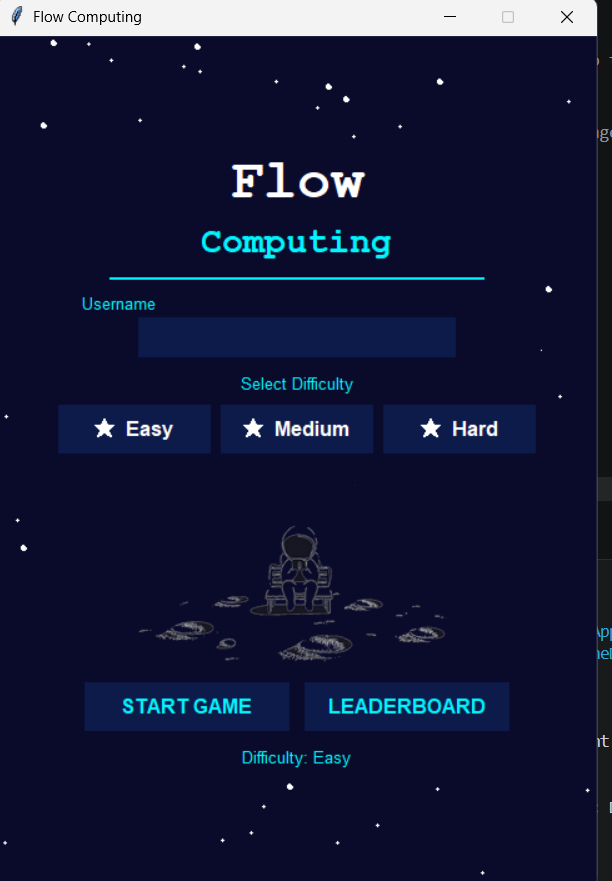 Flow Computing
Flow
Computing
Username
Select Difficulty
★ Easy ★ Medium ★ Hard
START GAME LEADERBOARD
Difficulty: Easy